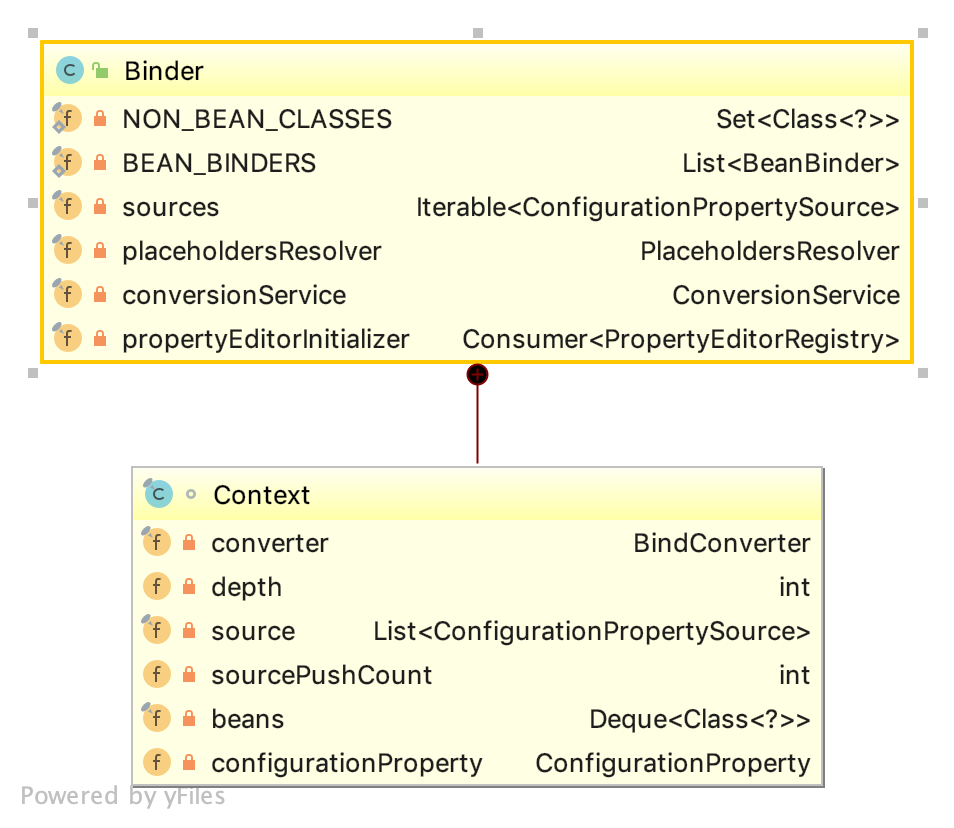 Binder
NON_BEAN_CLASSES Set<Class<?>>
BEAN_BINDERS List<BeanBinder>
sources Iterable<ConfigurationPropertySource>
placeholdersResolver PlaceholdersResolver
conversionService ConversionService
propertyEditorInitializer Consumer<PropertyEditorRegistry>
Context
converter BindConverter
depth int
source List<ConfigurationPropertySource>
sourcePushCount int
beans Deque<Class<?>>
configurationProperty ConfigurationProperty
Powered by yFiles